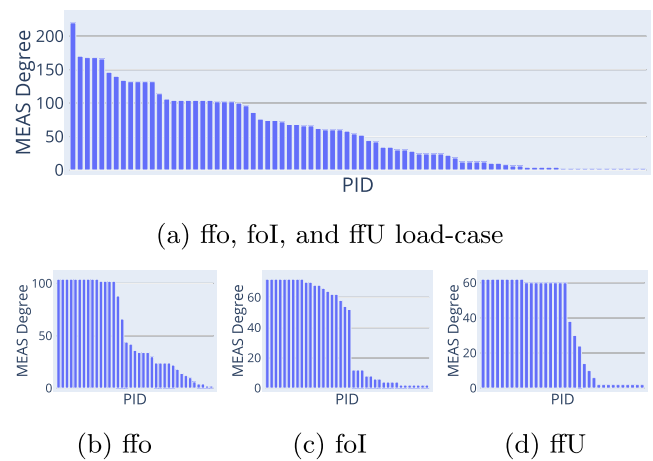 MEAS Degree
200
150
100
50
0
PID
(a) ffo, foI, and ffU load-case
MEAS Degree
100
50
0
PID
MEAS Degree
60
40
20
0
PID
MEAS Degree
60
40
20
0
PID
(b) ffo
(c) foI
(d) ffU